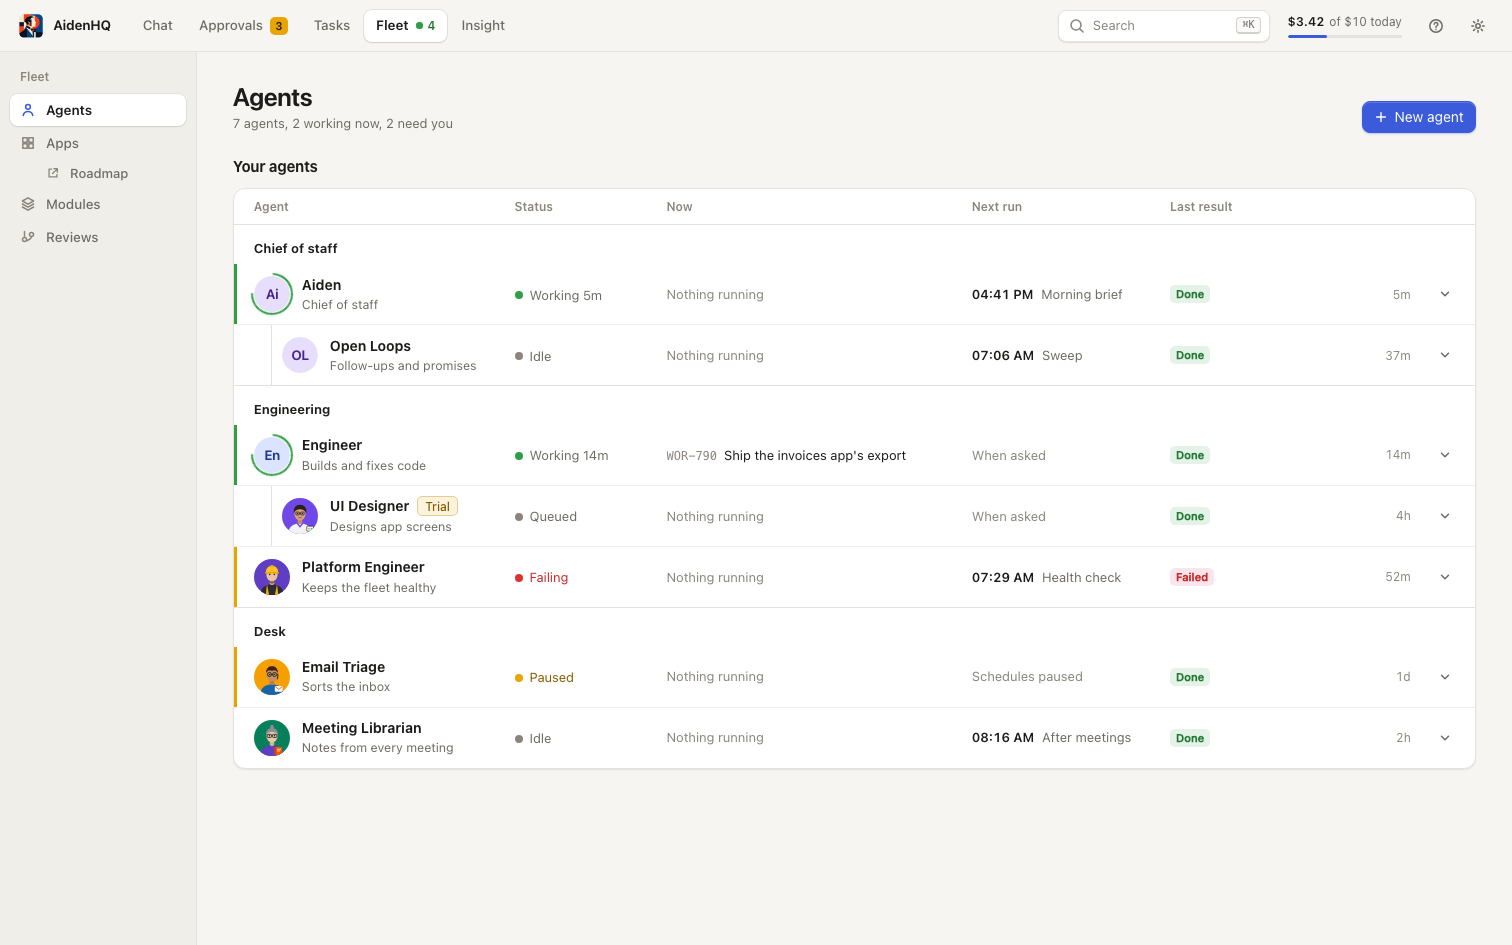 AidenHQ
Chat
Approvals 3
Tasks
Fleet 4
Insight
Search ⌘K
$3.42 of $10 today
Fleet
Agents
Apps
Roadmap
Modules
Reviews
Agents
7 agents, 2 working now, 2 need you
+ New agent
Your agents
Agent Status Now Next run Last result
Chief of staff
Ai Aiden
Chief of staff
Working 5m Nothing running 04:41 PM Morning brief Done 5m
OL Open Loops
Follow-ups and promises
Idle Nothing running 07:06 AM Sweep Done 37m
Engineering
En Engineer
Builds and fixes code
Working 14m WOR-790 Ship the invoices app's export When asked Done 14m
UI Designer Trial
Designs app screens
Queued Nothing running When asked Done 4h
Platform Engineer
Keeps the fleet healthy
Failing Nothing running 07:29 AM Health check Failed 52m
Desk
Email Triage
Sorts the inbox
Paused Nothing running Schedules paused Done 1d
Meeting Librarian
Notes from every meeting
Idle Nothing running 08:16 AM After meetings Done 2h